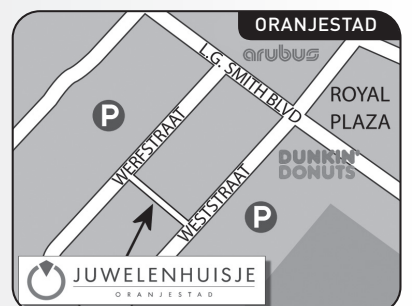 ORANJESTAD
arubus
L.G. SMITH BLVD
ROYAL
PLAZA
P
WERFSTRAAT
DUNKIN'
DONUTS
WESTSTRAAT
P
JUWELENHUISJE
ORANJESTAD